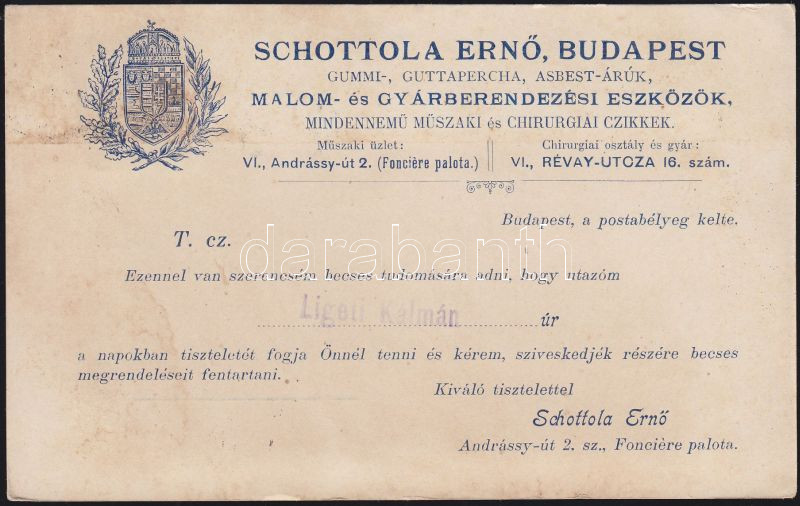 SCHOTTOLA ERNŐ, BUDAPEST
GUMMI-, GUTTAPERCHA, ASBEST-ÁRÚK,
MALOM- és GYÁRBERENDEZÉSI ESZKÖZÖK,
MINDENNEMŰ MŰSZAKI és CHIRURGIAI CZIKKEK.
Műszaki üzlet:
VI., Andrássy-út 2. (Foncière palota.)
Chirurgiai osztály és gyár:
VI., RÉVAY-UTCZA 16. szám.
Budapest, a postabélyeg kelte.
T. cz.
darabanth
Ezennel van szerencsém becses tudomására adni, hogy utazóm
Ligeti Kálmán úr
a napokban tiszteletét fogja Önnél tenni és kérem, sziveskedjék részére becses
megrendeléseit fentartani.
Kiváló tisztelettel
Schottola Ernő
Andrássy-út 2. sz., Foncière palota.